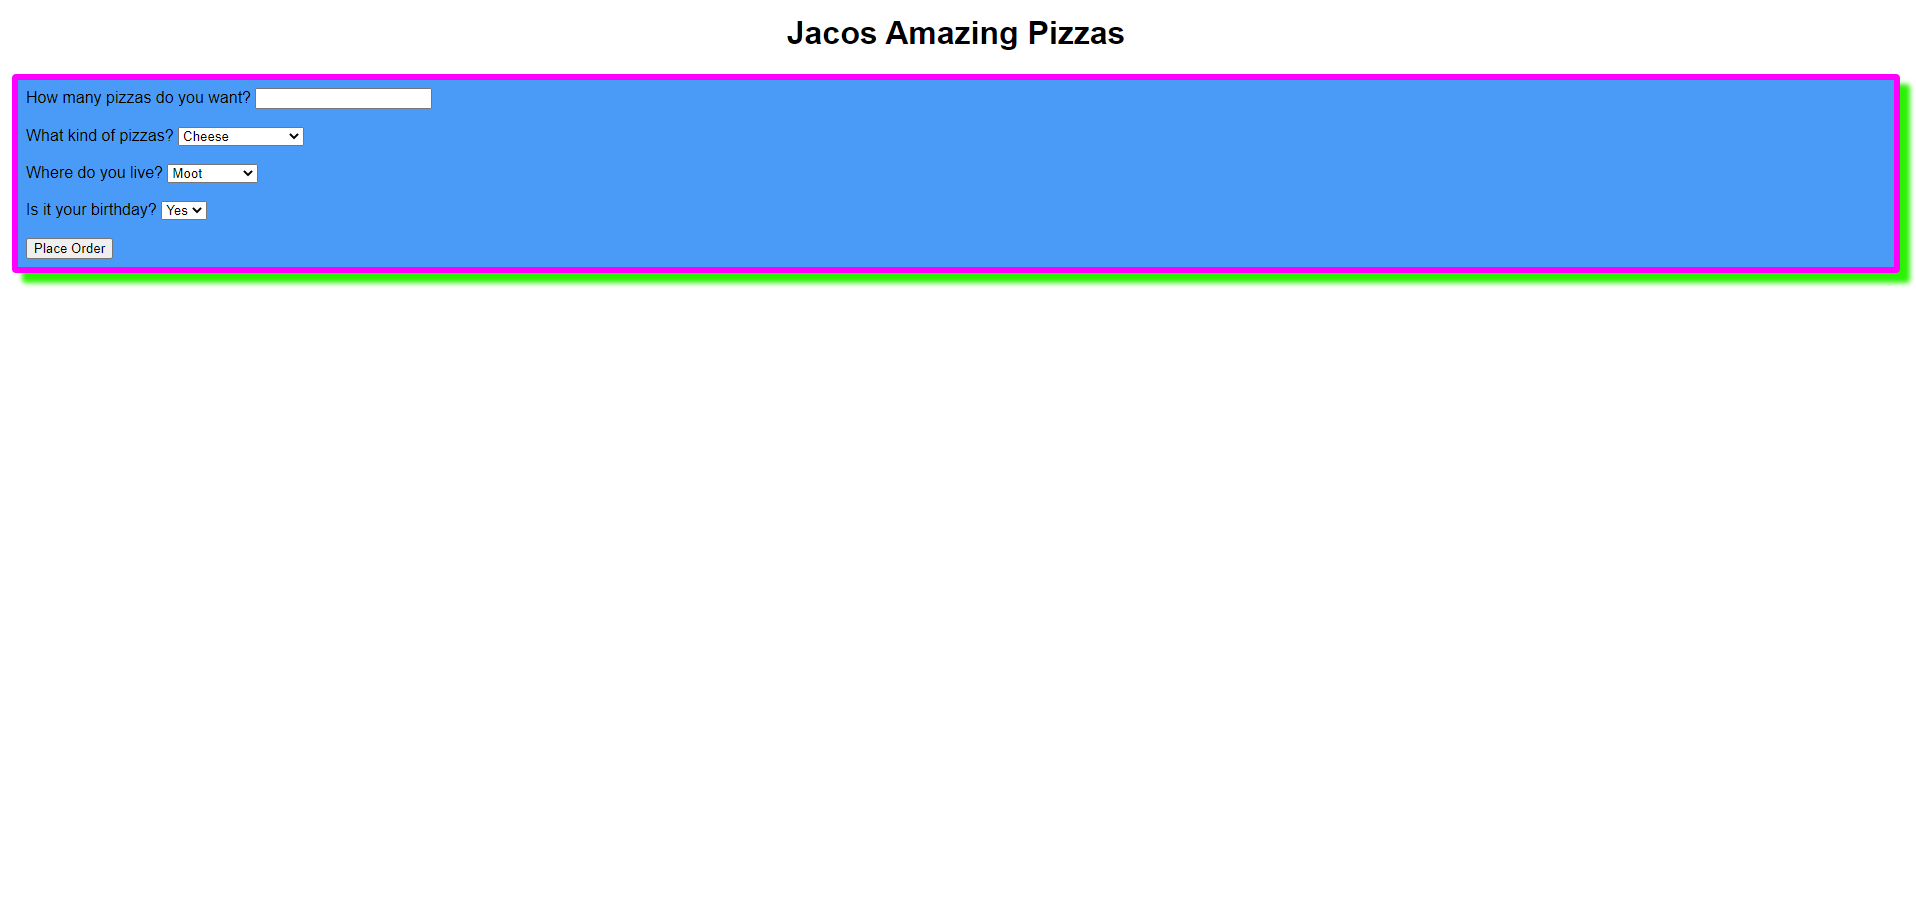 Jacos Amazing Pizzas
How many pizzas do you want?
What kind of pizzas? Cheese
Where do you live? Moot
Is it your birthday? Yes
Place Order